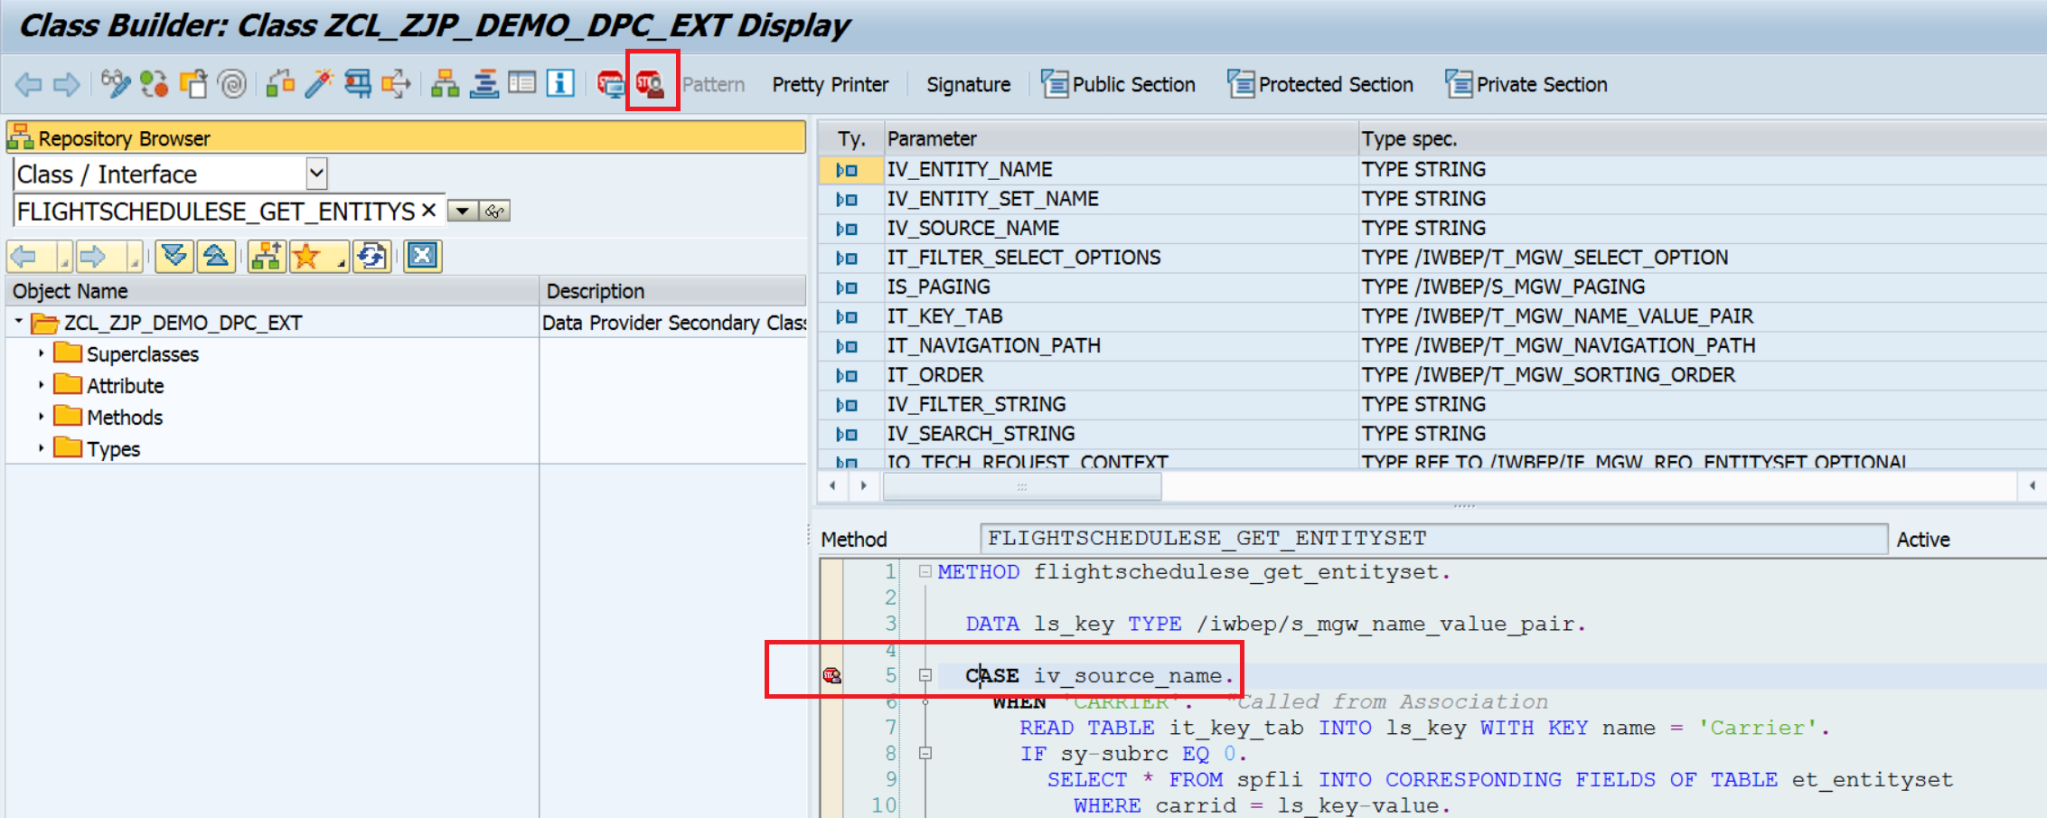 Class Builder: Class ZCL_ZJP_DEMO_DPC_EXT Display
Pattern Pretty Printer Signature Public Section Protected Section Private Section
Repository Browser
Class / Interface
FLIGHTSCHEDULESE_GET_ENTITYS
Object Name Description
ZCL_ZJP_DEMO_DPC_EXT Data Provider Secondary Class
Superclasses
Attribute
Methods
Types
Ty. Parameter Type spec.
IV_ENTITY_NAME TYPE STRING
IV_ENTITY_SET_NAME TYPE STRING
IV_SOURCE_NAME TYPE STRING
IT_FILTER_SELECT_OPTIONS TYPE /IWBEP/T_MGW_SELECT_OPTION
IS_PAGING TYPE /IWBEP/S_MGW_PAGING
IT_KEY_TAB TYPE /IWBEP/T_MGW_NAME_VALUE_PAIR
IT_NAVIGATION_PATH TYPE /IWBEP/T_MGW_NAVIGATION_PATH
IT_ORDER TYPE /IWBEP/T_MGW_SORTING_ORDER
IV_FILTER_STRING TYPE STRING
IV_SEARCH_STRING TYPE STRING
IO_TECH_REQUEST_CONTEXT TYPE REF TO /IWBEP/IF_MGW_REQ_ENTITYSET OPTIONAL
Method FLIGHTSCHEDULESE_GET_ENTITYSET Active
1 METHOD flightschedulese_get_entityset.
2
3 DATA ls_key TYPE /iwbep/s_mgw_name_value_pair.
4
5 CASE iv_source_name.
6 WHEN 'CARRIER'. "Called from Association
7 READ TABLE it_key_tab INTO ls_key WITH KEY name = 'Carrier'.
8 IF sy-subrc EQ 0.
9 SELECT * FROM spfli INTO CORRESPONDING FIELDS OF TABLE et_entityset
10 WHERE carrid = ls_key-value.